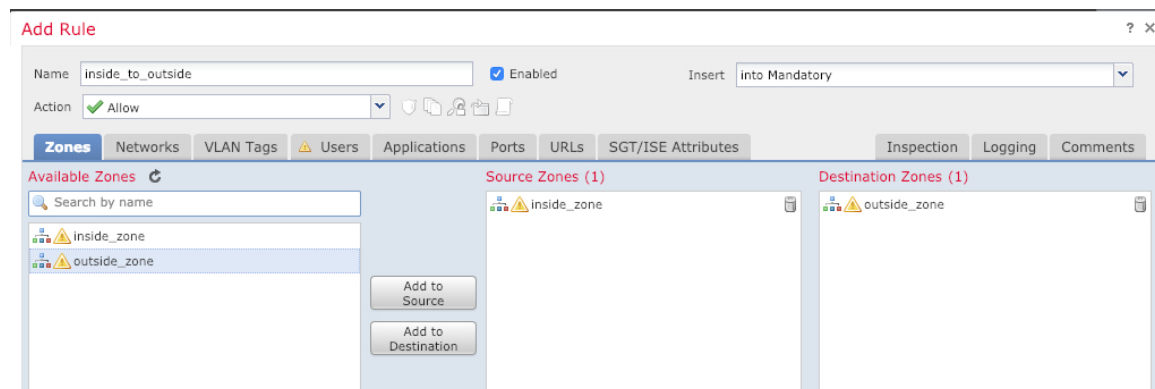 Add Rule ? ×
Name inside_to_outside Enabled Insert into Mandatory
Action Allow
Zones Networks VLAN Tags Users Applications Ports URLs SGT/ISE Attributes Inspection Logging Comments
Available Zones Source Zones (1) Destination Zones (1)
Search by name inside_zone outside_zone
inside_zone
outside_zone
Add to
Source
Add to
Destination